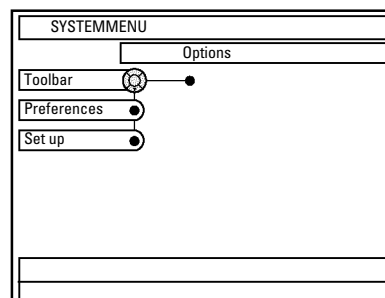 SYSTEMMENU
Options
Toolbar
Preferences
Set up